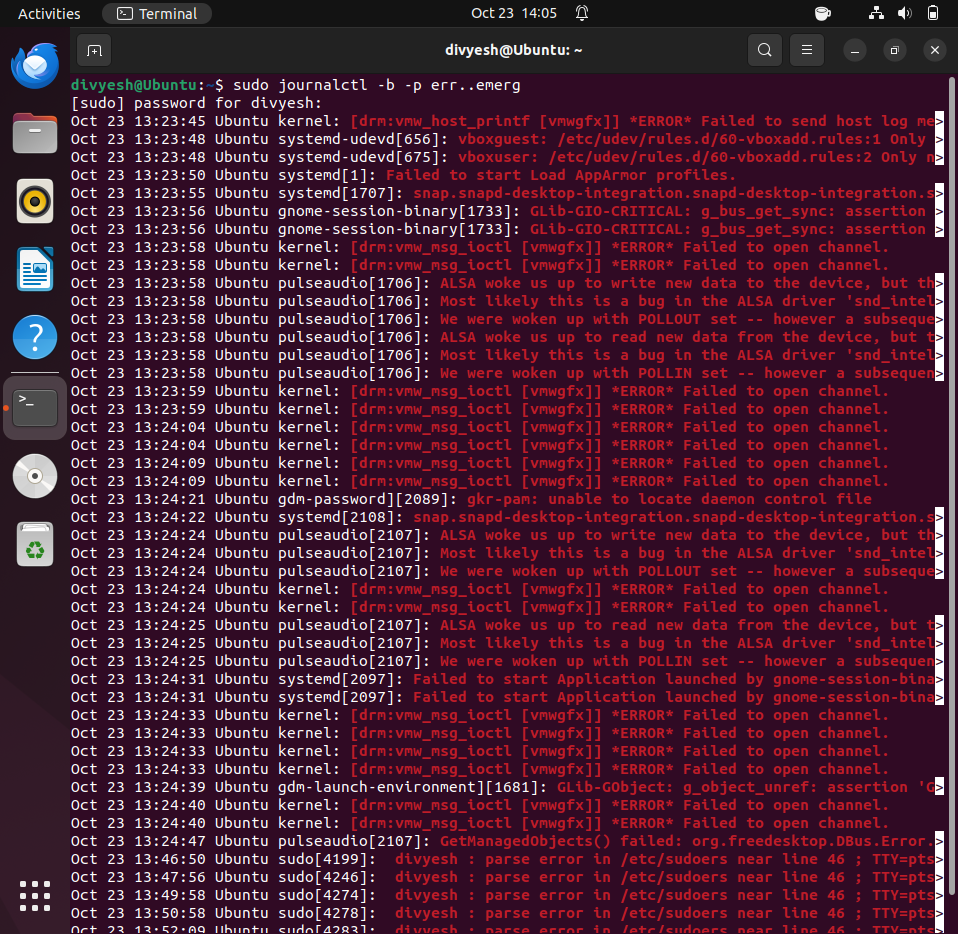 Activities Terminal Oct 23 14:05
divyesh@Ubuntu: ~
divyesh@Ubuntu:~$ sudo journalctl -b -p err..emerg
[sudo] password for divyesh:
Oct 23 13:23:45 Ubuntu kernel: [drm:vmw_host_printf [vmwgfx]] *ERROR* Failed to send host log me>
Oct 23 13:23:48 Ubuntu systemd-udevd[656]: vboxgest: /etc/udev/rules.d/60-vboxadd.rules:1 Only >
Oct 23 13:23:48 Ubuntu systemd-udevd[675]: vboxuser: /etc/udev/rules.d/60-vboxadd.rules:2 Only n>
Oct 23 13:23:50 Ubuntu systemd[1]: Failed to start Load AppArmor profiles.
Oct 23 13:23:55 Ubuntu systemd[1707]: snap.snapd-desktop-integration.snapd-desktop-integration.s>
Oct 23 13:23:56 Ubuntu gnome-session-binary[1733]: GLib-GIO-CRITICAL: g_bus_get_sync: assertion >
Oct 23 13:23:56 Ubuntu gnome-session-binary[1733]: GLib-GIO-CRITICAL: g_bus_get_sync: assertion >
Oct 23 13:23:58 Ubuntu kernel: [drm:vmw_msg_ioctl [vmwgfx]] *ERROR* Failed to open channel.
Oct 23 13:23:58 Ubuntu kernel: [drm:vmw_msg_ioctl [vmwgfx]] *ERROR* Failed to open channel.
Oct 23 13:23:58 Ubuntu pulseaudio[1706]: ALSA woke us up to write new data to the device, but th>
Oct 23 13:23:58 Ubuntu pulseaudio[1706]: Most likely this is a bug in the ALSA driver 'snd_intel>
Oct 23 13:23:58 Ubuntu pulseaudio[1706]: We were woken up with POLLOUT set -- however a subseque>
Oct 23 13:23:58 Ubuntu pulseaudio[1706]: ALSA woke us up to read new data from the device, but t>
Oct 23 13:23:58 Ubuntu pulseaudio[1706]: Most likely this is a bug in the ALSA driver 'snd_intel>
Oct 23 13:23:58 Ubuntu pulseaudio[1706]: We were woken up with POLLIN set -- however a subsequen>
Oct 23 13:23:59 Ubuntu kernel: [drm:vmw_msg_ioctl [vmwgfx]] *ERROR* Failed to open channel.
Oct 23 13:23:59 Ubuntu kernel: [drm:vmw_msg_ioctl [vmwgfx]] *ERROR* Failed to open channel.
Oct 23 13:24:04 Ubuntu kernel: [drm:vmw_msg_ioctl [vmwgfx]] *ERROR* Failed to open channel.
Oct 23 13:24:04 Ubuntu kernel: [drm:vmw_msg_ioctl [vmwgfx]] *ERROR* Failed to open channel.
Oct 23 13:24:09 Ubuntu kernel: [drm:vmw_msg_ioctl [vmwgfx]] *ERROR* Failed to open channel.
Oct 23 13:24:09 Ubuntu kernel: [drm:vmw_msg_ioctl [vmwgfx]] *ERROR* Failed to open channel.
Oct 23 13:24:21 Ubuntu gdm-password][2089]: gkr-pam: unable to locate daemon control file
Oct 23 13:24:22 Ubuntu systemd[2108]: snap.snapd-desktop-integration.snapd-desktop-integration.s>
Oct 23 13:24:24 Ubuntu pulseaudio[2107]: ALSA woke us up to write new data to the device, but th>
Oct 23 13:24:24 Ubuntu pulseaudio[2107]: Most likely this is a bug in the ALSA driver 'snd_intel>
Oct 23 13:24:24 Ubuntu pulseaudio[2107]: We were woken up with POLLOUT set -- however a subseque>
Oct 23 13:24:24 Ubuntu kernel: [drm:vmw_msg_ioctl [vmwgfx]] *ERROR* Failed to open channel.
Oct 23 13:24:24 Ubuntu kernel: [drm:vmw_msg_ioctl [vmwgfx]] *ERROR* Failed to open channel.
Oct 23 13:24:25 Ubuntu pulseaudio[2107]: ALSA woke us up to read new data from the device, but t>
Oct 23 13:24:25 Ubuntu pulseaudio[2107]: Most likely this is a bug in the ALSA driver 'snd_intel>
Oct 23 13:24:25 Ubuntu pulseaudio[2107]: We were woken up with POLLIN set -- however a subsequen>
Oct 23 13:24:31 Ubuntu systemd[2097]: Failed to start Application launched by gnome-session-bina>
Oct 23 13:24:31 Ubuntu systemd[2097]: Failed to start Application launched by gnome-session-bina>
Oct 23 13:24:33 Ubuntu kernel: [drm:vmw_msg_ioctl [vmwgfx]] *ERROR* Failed to open channel.
Oct 23 13:24:33 Ubuntu kernel: [drm:vmw_msg_ioctl [vmwgfx]] *ERROR* Failed to open channel.
Oct 23 13:24:33 Ubuntu kernel: [drm:vmw_msg_ioctl [vmwgfx]] *ERROR* Failed to open channel.
Oct 23 13:24:33 Ubuntu kernel: [drm:vmw_msg_ioctl [vmwgfx]] *ERROR* Failed to open channel.
Oct 23 13:24:39 Ubuntu gdm-launch-environment][1681]: GLib-GObject: g_object_unref: assertion 'G>
Oct 23 13:24:40 Ubuntu kernel: [drm:vmw_msg_ioctl [vmwgfx]] *ERROR* Failed to open channel.
Oct 23 13:24:40 Ubuntu kernel: [drm:vmw_msg_ioctl [vmwgfx]] *ERROR* Failed to open channel.
Oct 23 13:24:47 Ubuntu pulseaudio[2107]: GetManagedObjects() failed: org.freedesktop.DBus.Error.>
Oct 23 13:46:50 Ubuntu sudo[4199]:  divyesh : parse error in /etc/sudoers near line 46 ; TTY=pts>
Oct 23 13:47:56 Ubuntu sudo[4246]:  divyesh : parse error in /etc/sudoers near line 46 ; TTY=pts>
Oct 23 13:49:58 Ubuntu sudo[4274]:  divyesh : parse error in /etc/sudoers near line 46 ; TTY=pts>
Oct 23 13:50:58 Ubuntu sudo[4278]:  divyesh : parse error in /etc/sudoers near line 46 ; TTY=pts>
Oct 23 13:52:09 Ubuntu sudo[4283]:  divyesh : parse error in /etc/sudoers near line 46 ; TTY=pts>